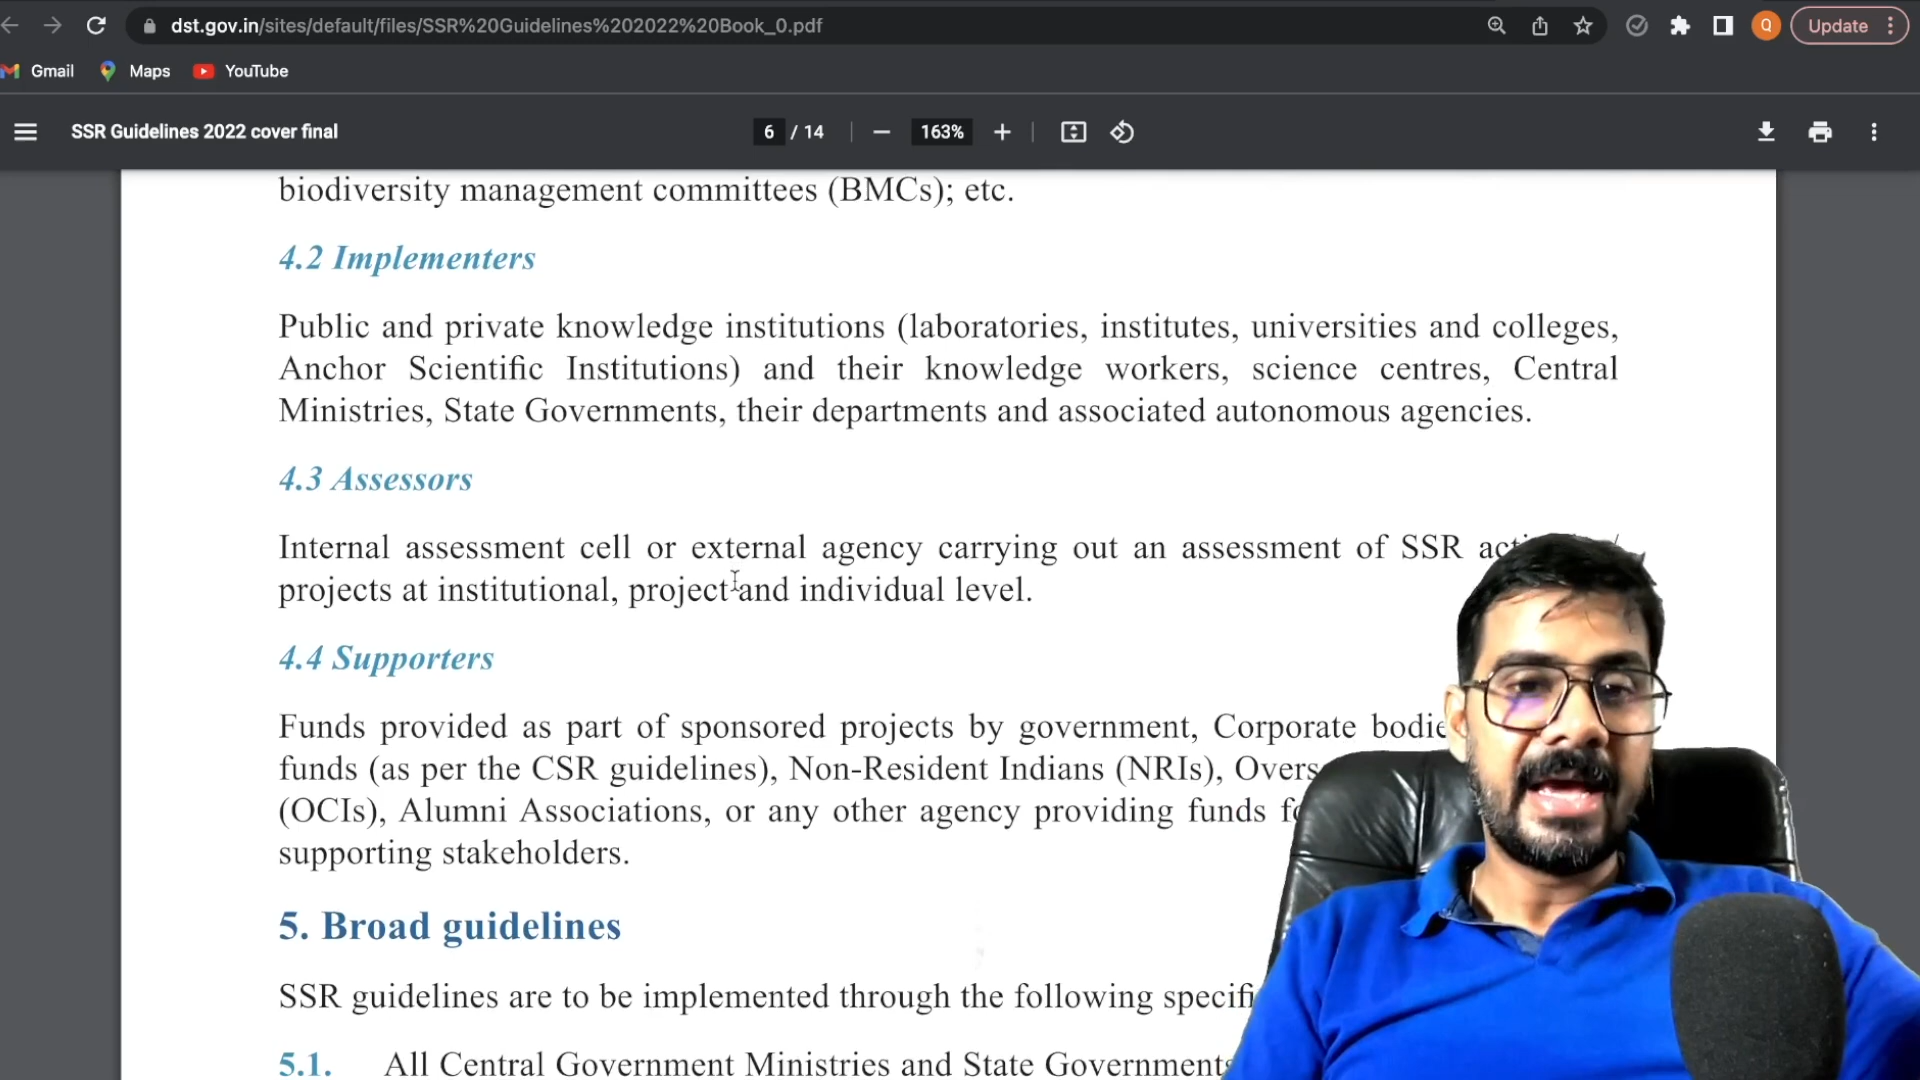 dst.gov.in/sites/default/files/SSR%20Guidelines%202022%20Book_0.pdf
Q
Update
Gmail
Maps
YouTube
SSR Guidelines 2022 cover final
6 / 14
163%
biodiversity management committees (BMCs); etc.
4.2 Implementers
Public and private knowledge institutions (laboratories, institutes, universities and colleges,
Anchor Scientific Institutions) and their knowledge workers, science centres, Central
Ministries, State Governments, their departments and associated autonomous agencies.
4.3 Assessors
Internal assessment cell or external agency carrying out an assessment of SSR
projects at institutional, project and individual level.
4.4 Supporters
Funds provided as part of sponsored projects by government, Corporate
funds (as per the CSR guidelines), Non-Resident Indians (NRIs),
(OCIs), Alumni Associations, or any other agency providing funds
supporting stakeholders.
5. Broad guidelines
SSR guidelines are to be implemented through the following
5.1. All Central Government Ministries and State Governments